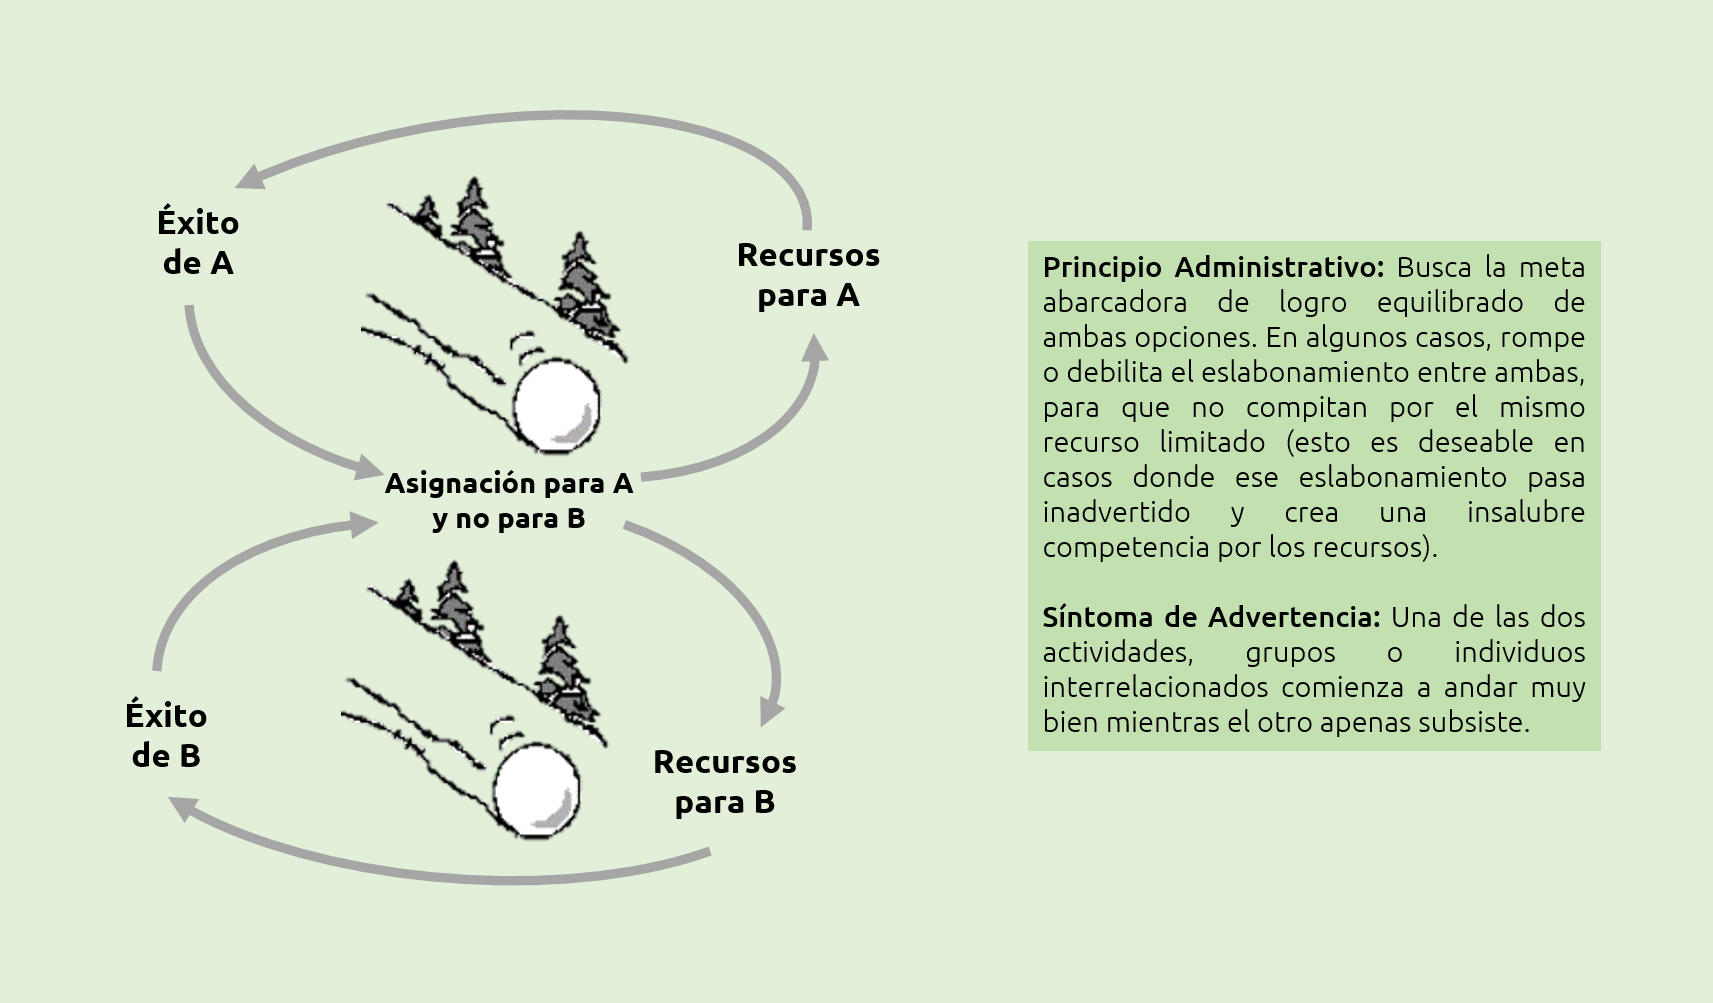 Éxito
de A
Recursos
para A
Asignación para A
y no para B
Éxito
de B
Recursos
para B
Principio Administrativo: Busca la meta
abarcadora de logro equilibrado de
ambas opciones. En algunos casos, rompe
o debilita el eslabonamiento entre ambas,
para que no compitan por el mismo
recurso limitado (esto es deseable en
casos donde ese eslabonamiento pasa
inadvertido y crea una insalubre
competencia por los recursos).
Síntoma de Advertencia: Una de las dos
actividades, grupos o individuos
interrelacionados comienza a andar muy
bien mientras el otro apenas subsiste.